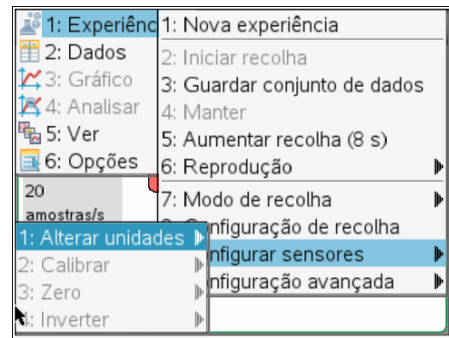 1: Experiênc
2: Dados
3: Gráfico
4: Analisar
5: Ver
6: Opções
1: Nova experiência
2: Iniciar recolha
3: Guardar conjunto de dados
4: Manter
5: Aumentar recolha (8 s)
6: Reprodução
7: Modo de recolha
nfiguração de recolha
nfigurar sensores
nfiguração avançada
20
amostras/s
1: Alterar unidades
2: Calibrar
3: Zero
: Inverter